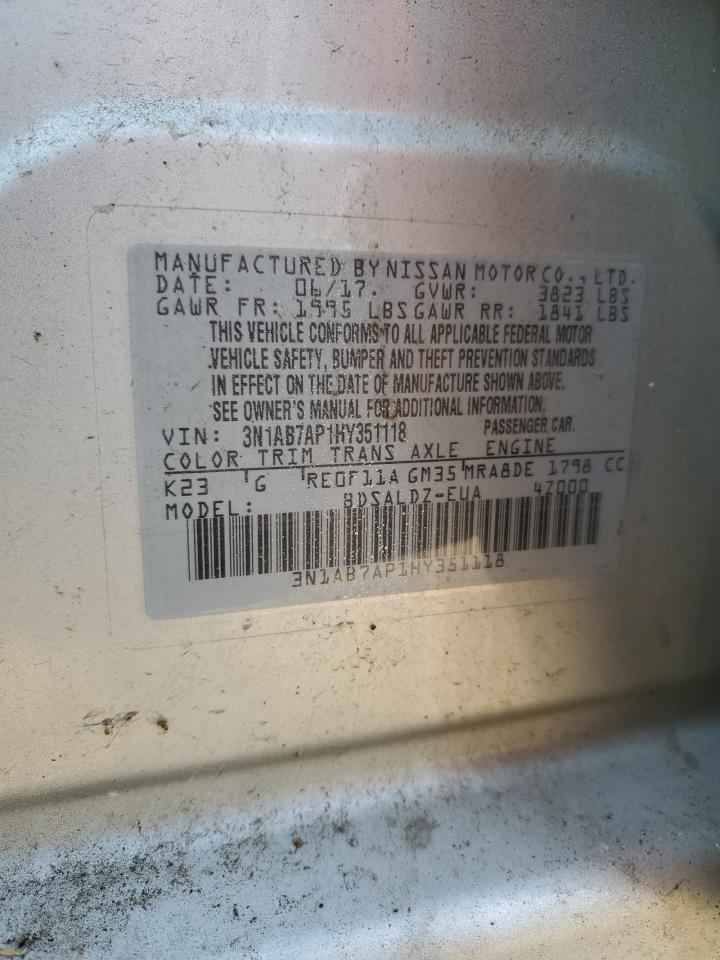 MANUFACTURED BY NISSAN MOTOR CO., LTD.
DATE: 06/17. GVWR: 3823 LBS
GAWR FR: 1995 LBS GAWR RR: 1841 LBS
THIS VEHICLE CONFORMS TO ALL APPLICABLE FEDERAL MOTOR
VEHICLE SAFETY, BUMPER AND THEFT PREVENTION STANDARDS
IN EFFECT ON THE DATE OF MANUFACTURE SHOWN ABOVE.
SEE OWNER'S MANUAL FOR ADDITIONAL INFORMATION.
VIN: 3N1AB7AP1HY351118 PASSENGER CAR.
COLOR TRIM TRANS AXLE ENGINE
K23 G RE0F11A GM35 MRA8DE 1798 CC
MODEL: BDSALDZ-EUA 4Z000
3N1AB7AP1HY351118